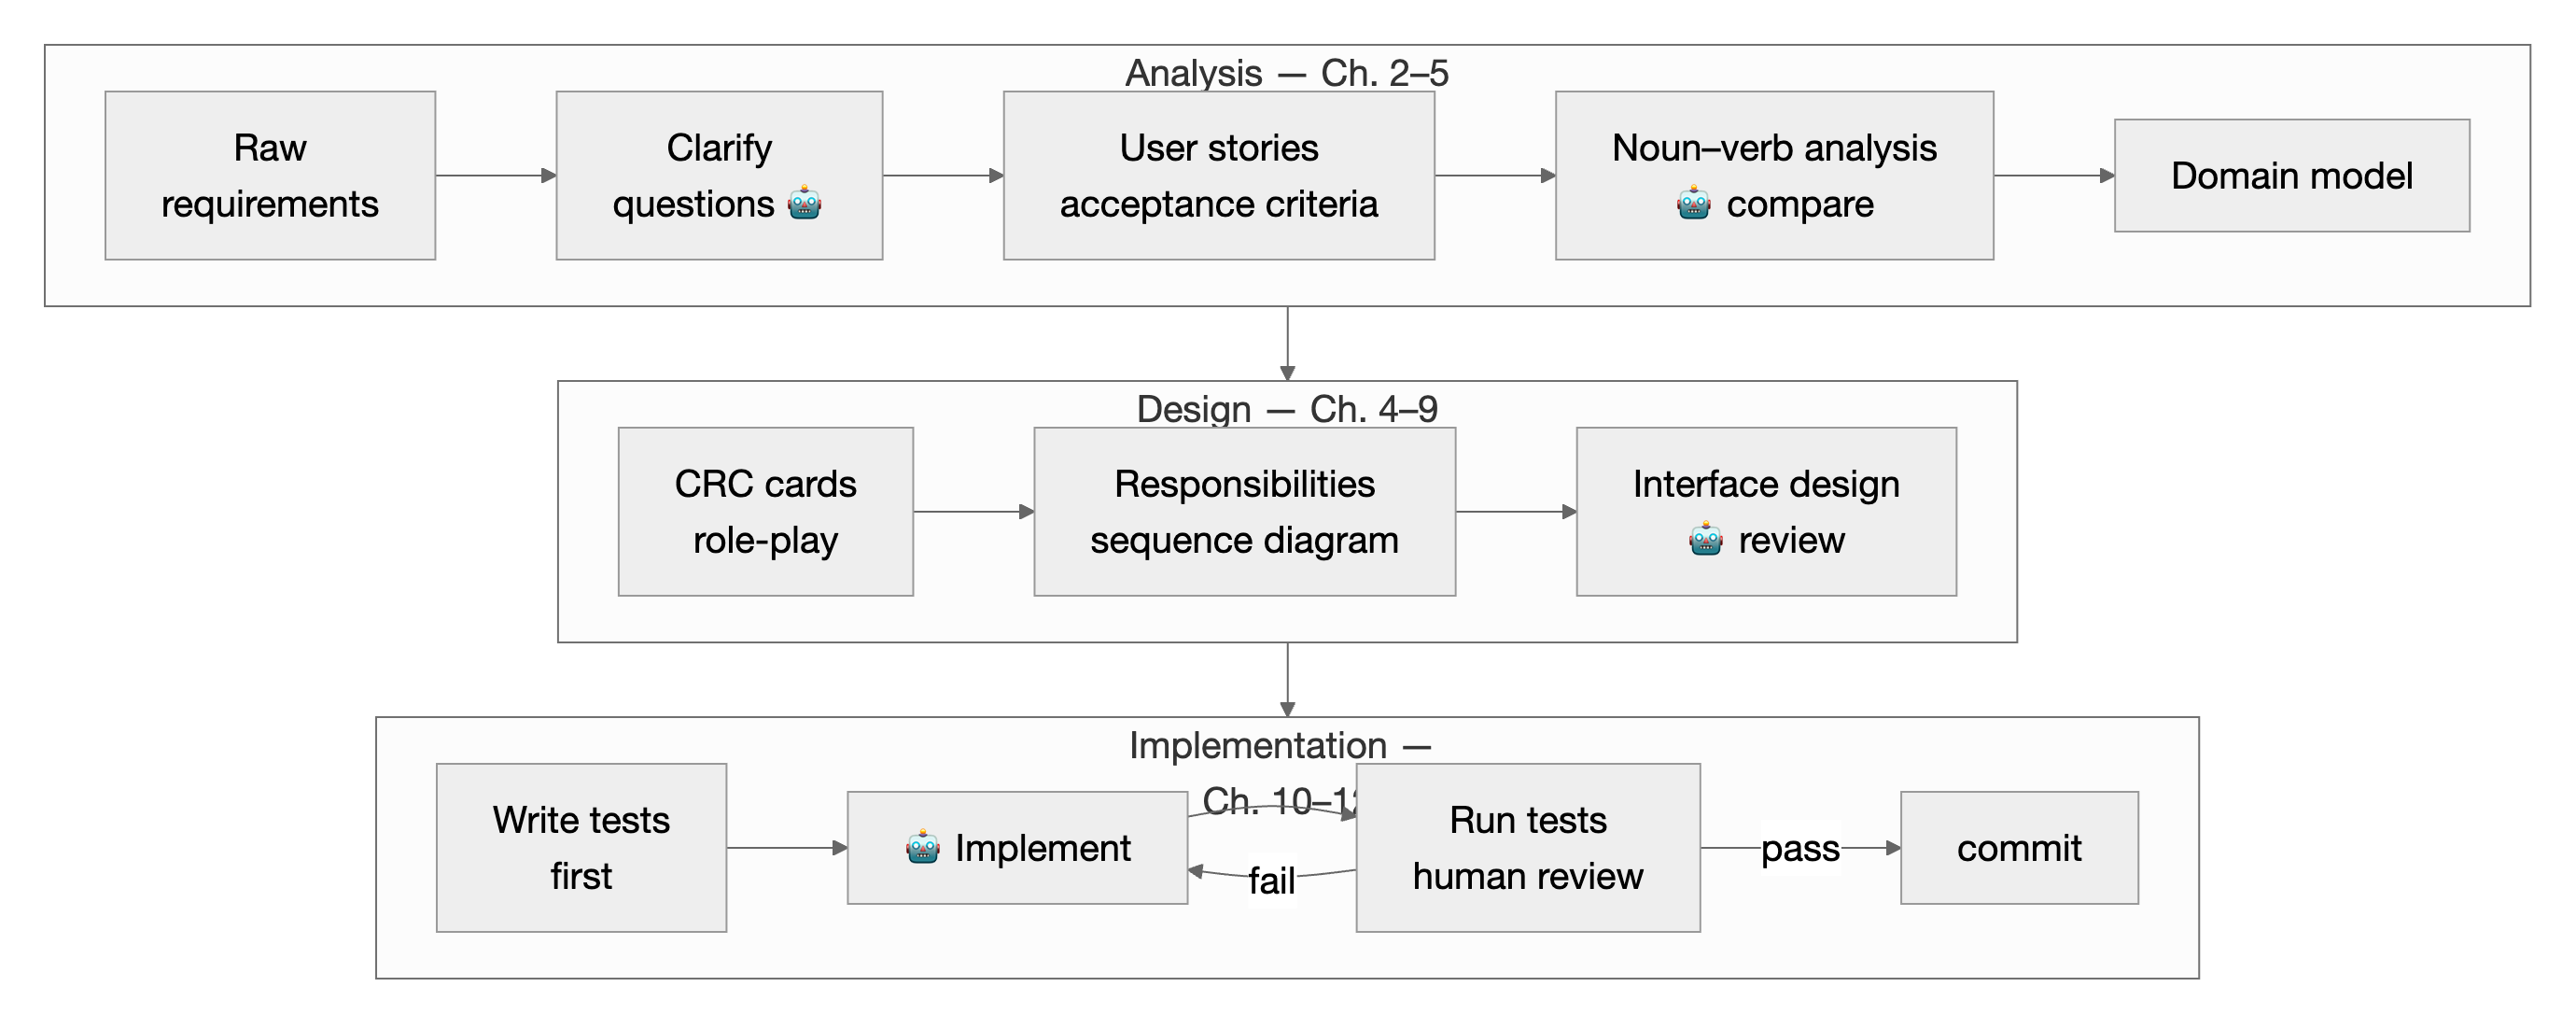 Analysis — Ch. 2–5
Raw
requirements
Clarify
questions 🤖
User stories
acceptance criteria
Noun–verb analysis
🤖 compare
Domain model
Design — Ch. 4–9
CRC cards
role-play
Responsibilities
sequence diagram
Interface design
🤖 review
Implementation —
Ch. 10–
Write tests
first
🤖 Implement
fail
Run tests
human review
pass
commit